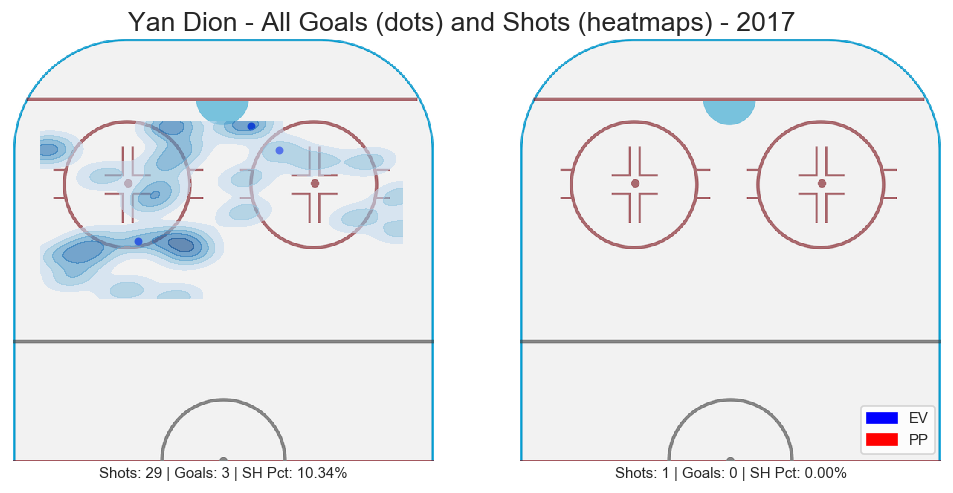 Yan Dion - All Goals (dots) and Shots (heatmaps) - 2017
EV
PP
Shots: 29 | Goals: 3 | SH Pct: 10.34%
Shots: 1 | Goals: 0 | SH Pct: 0.00%